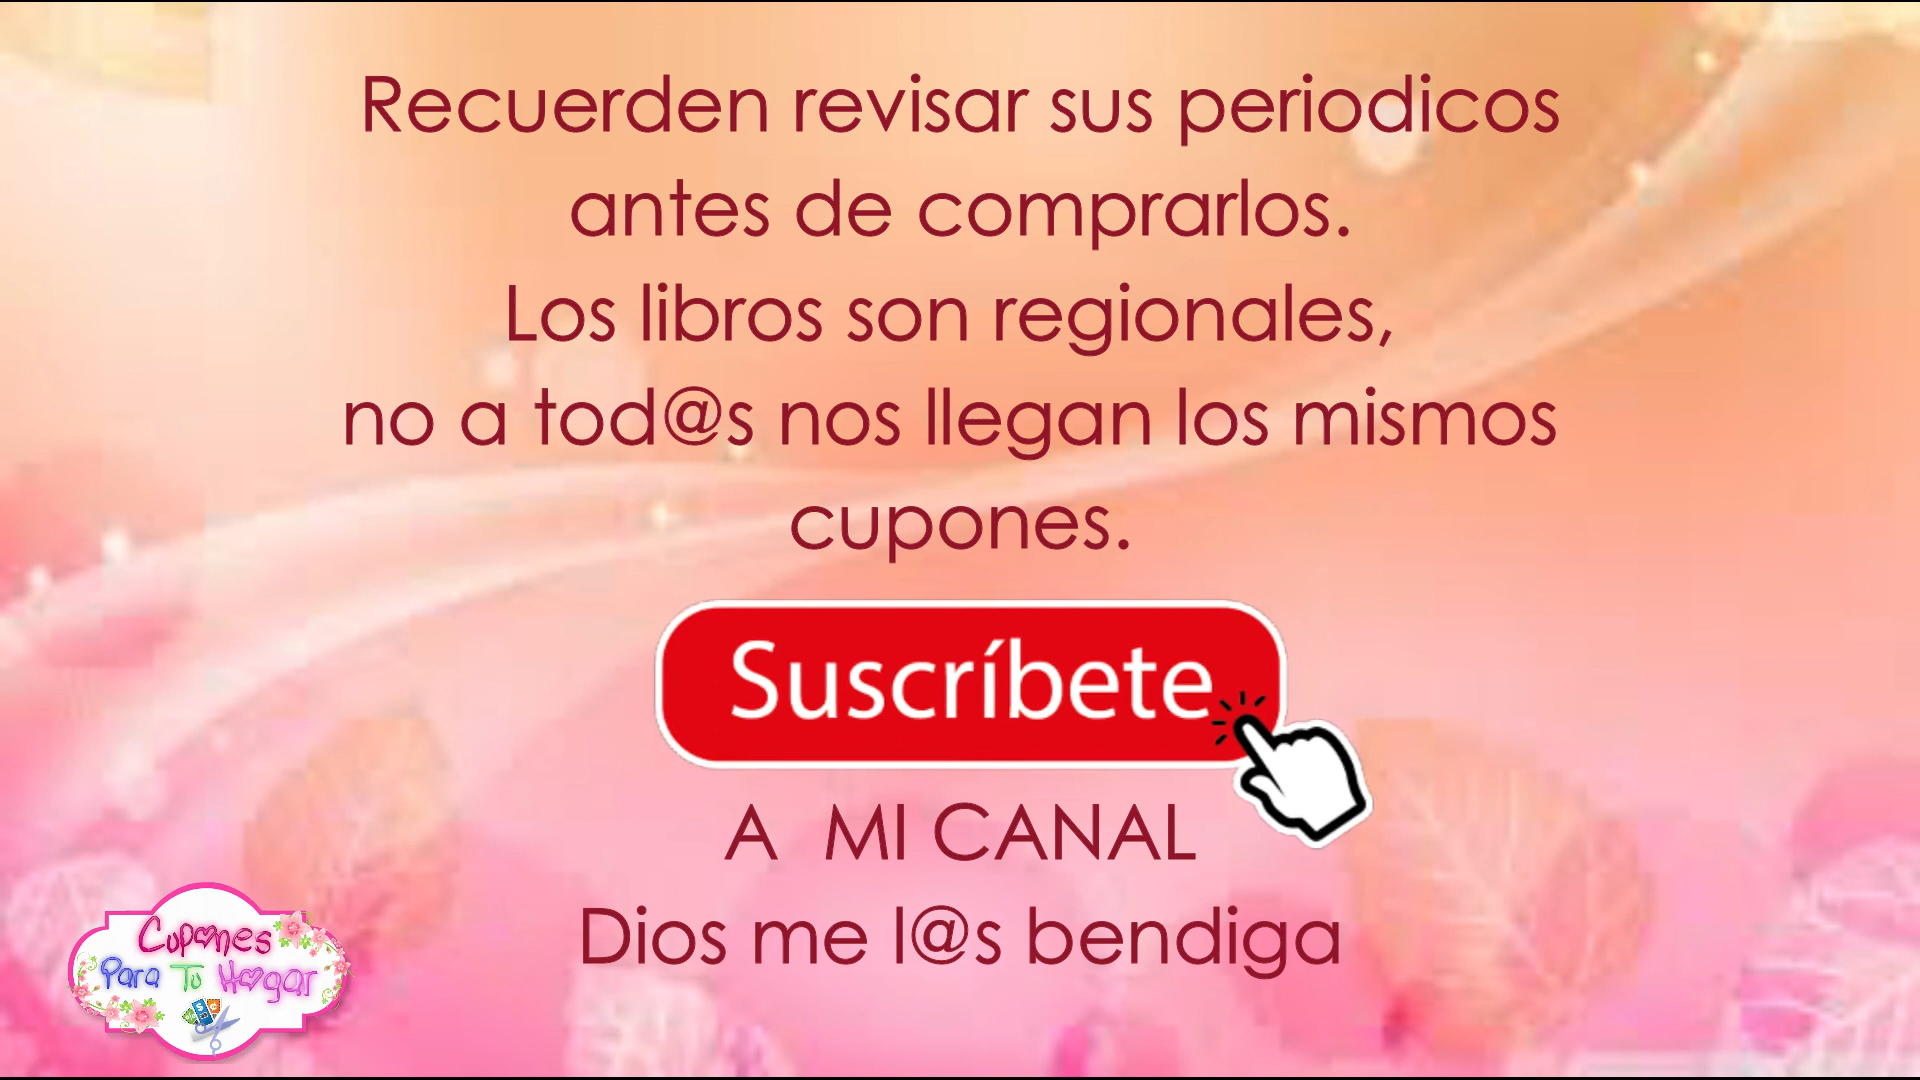 Recuerden revisar sus periodicos
antes de comprarlos.
Los libros son regionales,
no a tod@s nos llegan los mismos
cupones.
Suscríbete
A MI CANAL
Dios me l@s bendiga
Cupones
Para Tu Hogar